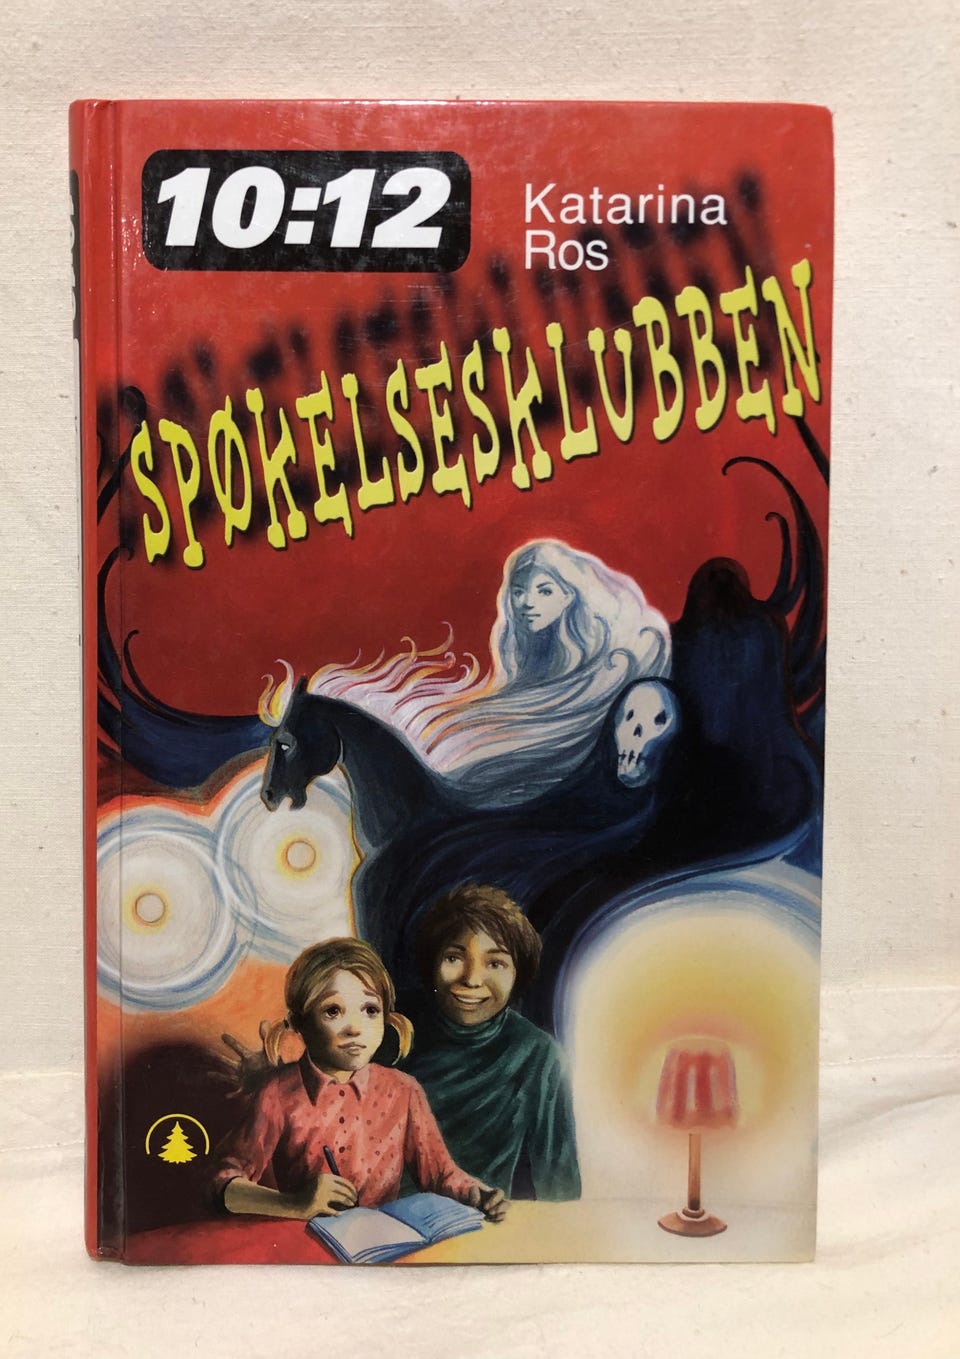 10:12
Katarina
Ros
SPØKELSESKLUBBEN